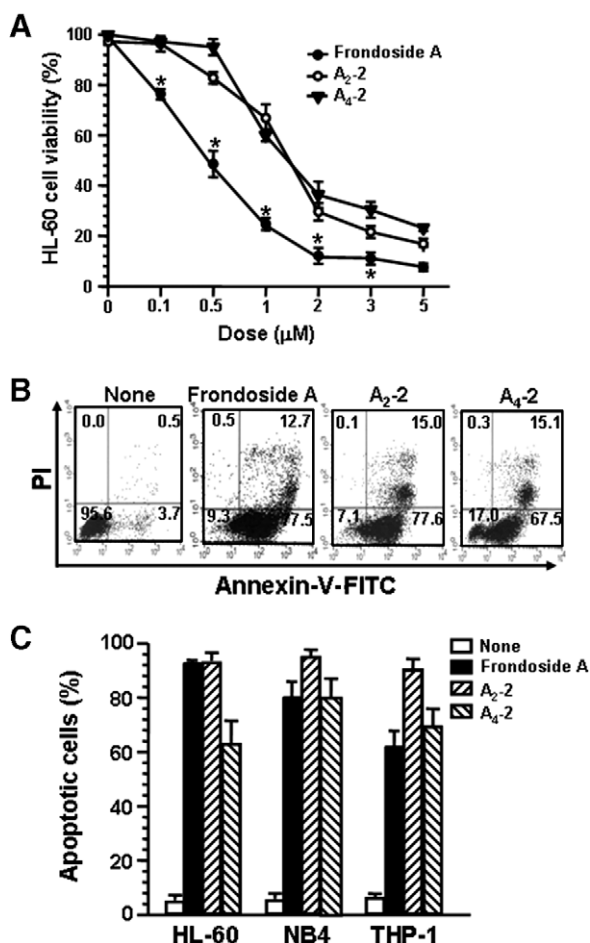 A
HL-60 cell viability (%)
100
80
60
40
20
0
Frondoside A
A2-2
A4-2
* * * * *
0 0.1 0.5 1 2 3 5
Dose (μM)
B
None Frondoside A A2-2 A4-2
PI
0.0 0.5 0.5 12.7 0.1 15.0 0.3 15.1
95.6 3.7 9.3 77.5 7.1 77.6 17.0 67.5
Annexin-V-FITC
C
Apoptotic cells (%)
100
80
60
40
20
0
None
Frondoside A
A2-2
A4-2
HL-60 NB4 THP-1